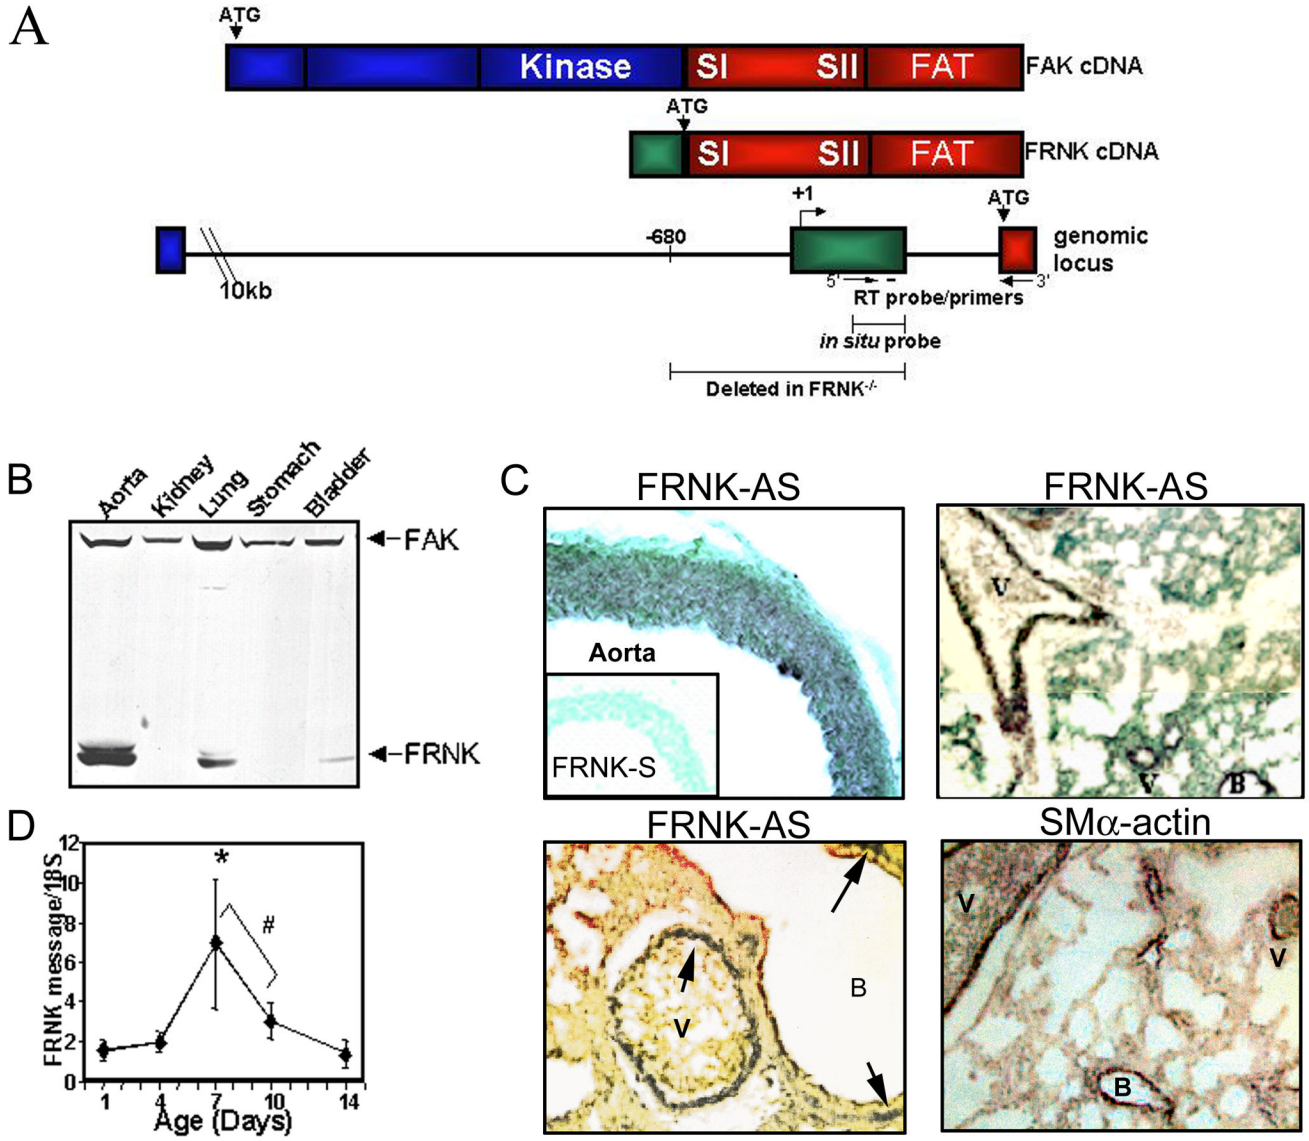 A
ATG
Kinase SI SII FAT FAK cDNA
ATG
SI SII FAT FRNK cDNA
+1
ATG
-680
genomic
locus
10kb
5' 3'
RT probe/primers
in situ probe
Deleted in FRNK-/-
B
Aorta Kidney Lung Stomach Bladder
FAK
FRNK
C
FRNK-AS
Aorta
FRNK-S
FRNK-AS
V
V
B
FRNK-AS
V
B
SMα-actin
V
V
B
D
FRNK message/18S
12
10
8
6
4
2
0
*
#
1 4 7 10 14
Age (Days)